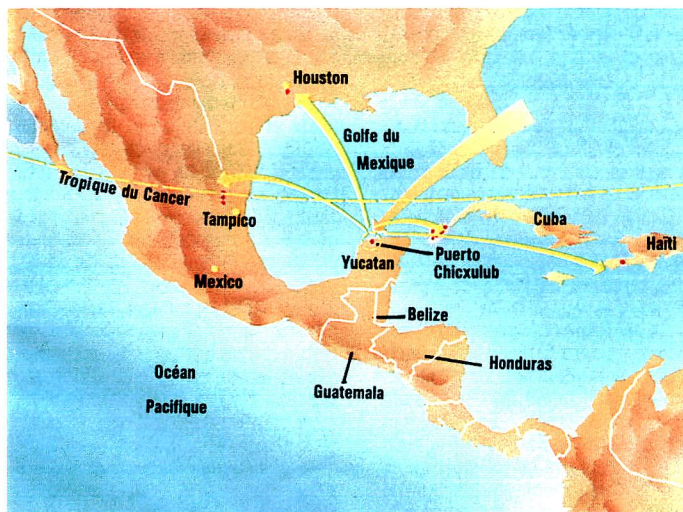 Houston
Golfe du
Mexique
Tropique du Cancer
Tampico
Cuba
Haïti
Yucatan
Puerto
Chicxulub
Mexico
Belize
Honduras
Guatemala
Océan
Pacifique